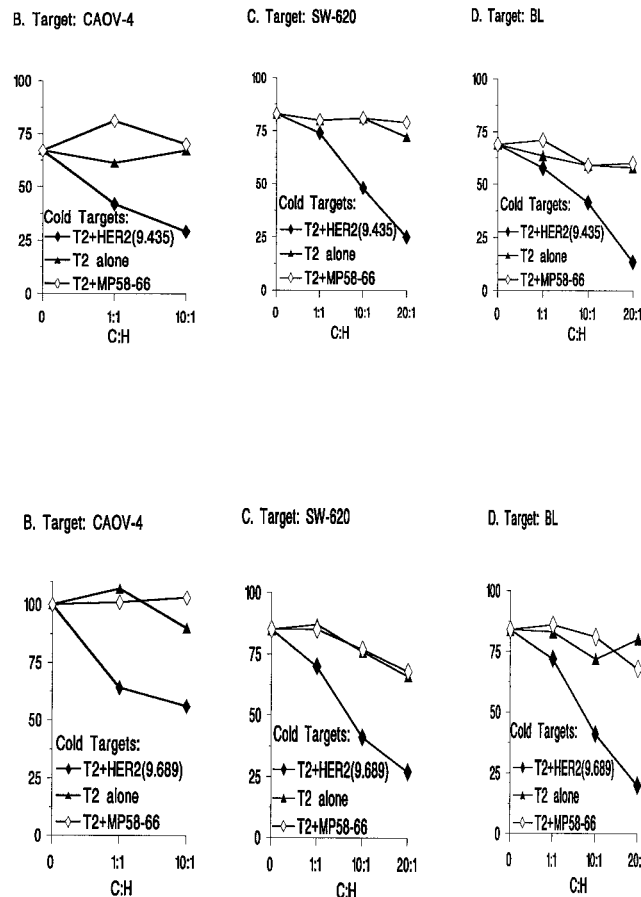 B. Target: CAOV-4
100
75
50
25
0
Cold Targets:
T2+HER2(9.435)
T2 alone
T2+MP58-66
0 1:1 10:1
C:H
C. Target: SW-620
100
75
50
25
0
Cold Targets:
T2+HER2(9.435)
T2 alone
T2+MP58-66
0 1:1 10:1 20:1
C:H
D. Target: BL
100
75
50
25
0
Cold Targets:
T2+HER2(9.435)
T2 alone
T2+MP58-66
0 1:1 10:1 20:1
C:H
B. Target: CAOV-4
100
75
50
25
0
Cold Targets:
T2+HER2(9.689)
T2 alone
T2+MP58-66
0 1:1 10:1
C:H
C. Target: SW-620
100
75
50
25
0
Cold Targets:
T2+HER2(9.689)
T2 alone
T2+MP58-66
0 1:1 10:1 20:1
C:H
D. Target: BL
100
75
50
25
0
Cold Targets:
T2+HER2(9.689)
T2 alone
T2+MP58-66
0 1:1 10:1 20:
C:H